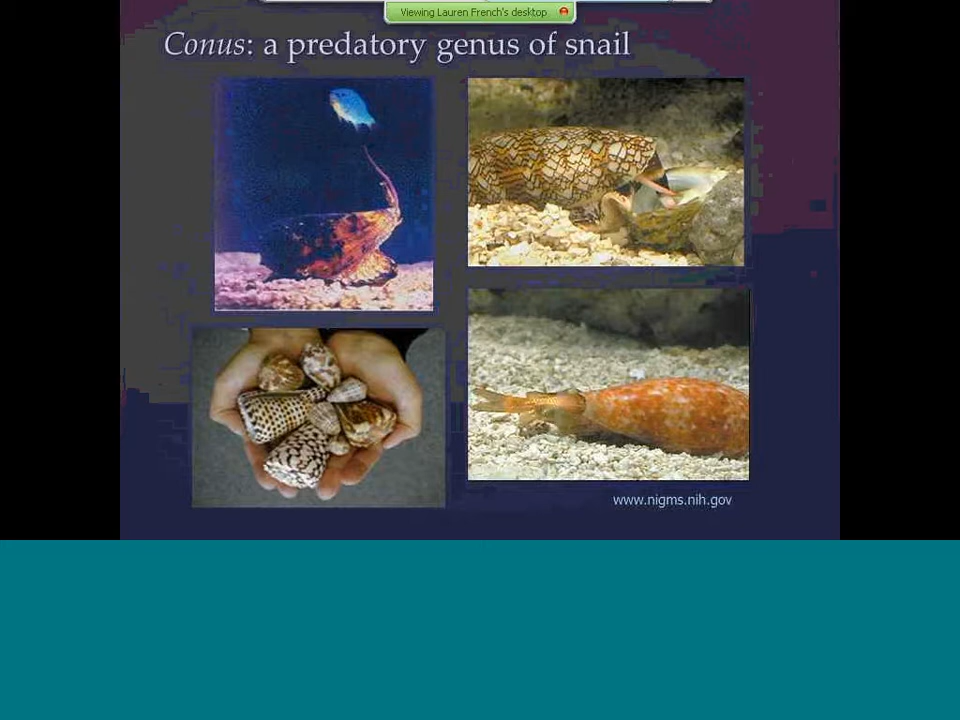 Viewing Lauren French's desktop
Conus: a predatory genus of snail
www.nigms.nih.gov